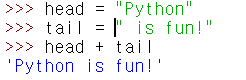 >>> head = "Python"
>>> tail = " is fun!"
>>> head + tail
'Python is fun!'